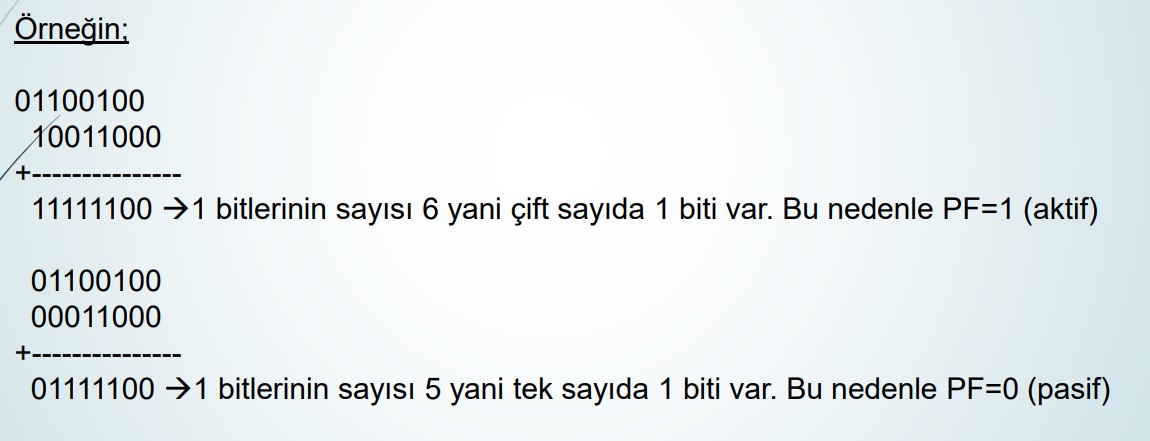 Örneğin;
01100100
10011000
+---------------
11111100 →1 bitlerinin sayısı 6 yani çift sayıda 1 biti var. Bu nedenle PF=1 (aktif)
01100100
00011000
+---------------
01111100 →1 bitlerinin sayısı 5 yani tek sayıda 1 biti var. Bu nedenle PF=0 (pasif)